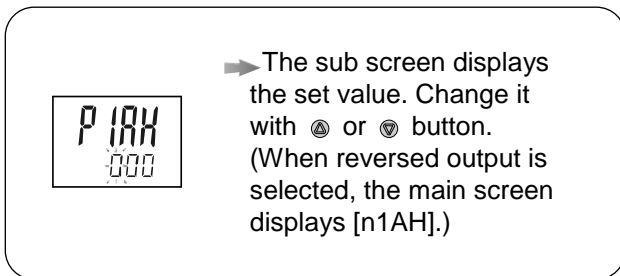 P1AH
000
The sub screen displays
the set value. Change it
with or button.
(When reversed output is
selected, the main screen
displays [n1AH].)